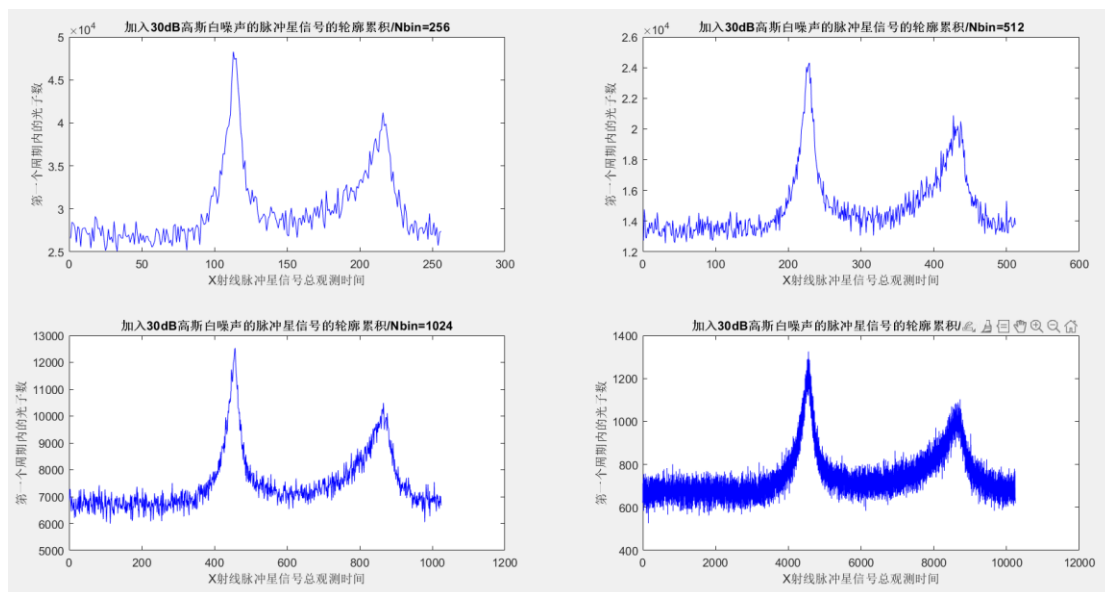 加入30dB高斯白噪声的脉冲星信号的轮廓累积/Nbin=256
×10⁴
5
4.5
4
3.5
3
2.5
第一个周期内的光子数
0 50 100 150 200 250 300
X射线脉冲星信号总观测时间
加入30dB高斯白噪声的脉冲星信号的轮廓累积/Nbin=512
×10⁴
2.6
2.4
2.2
2
1.8
1.6
1.4
1.2
第一个周期内的光子数
0 100 200 300 400 500 600
X射线脉冲星信号总观测时间
加入30dB高斯白噪声的脉冲星信号的轮廓累积/Nbin=1024
13000
12000
11000
10000
9000
8000
7000
6000
5000
第一个周期内的光子数
0 200 400 600 800 1000 1200
X射线脉冲星信号总观测时间
加入30dB高斯白噪声的脉冲星信号的轮廓累积/
1400
1200
1000
800
600
400
第一个周期内的光子数
0 2000 4000 6000 8000 10000 12000
X射线脉冲星信号总观测时间